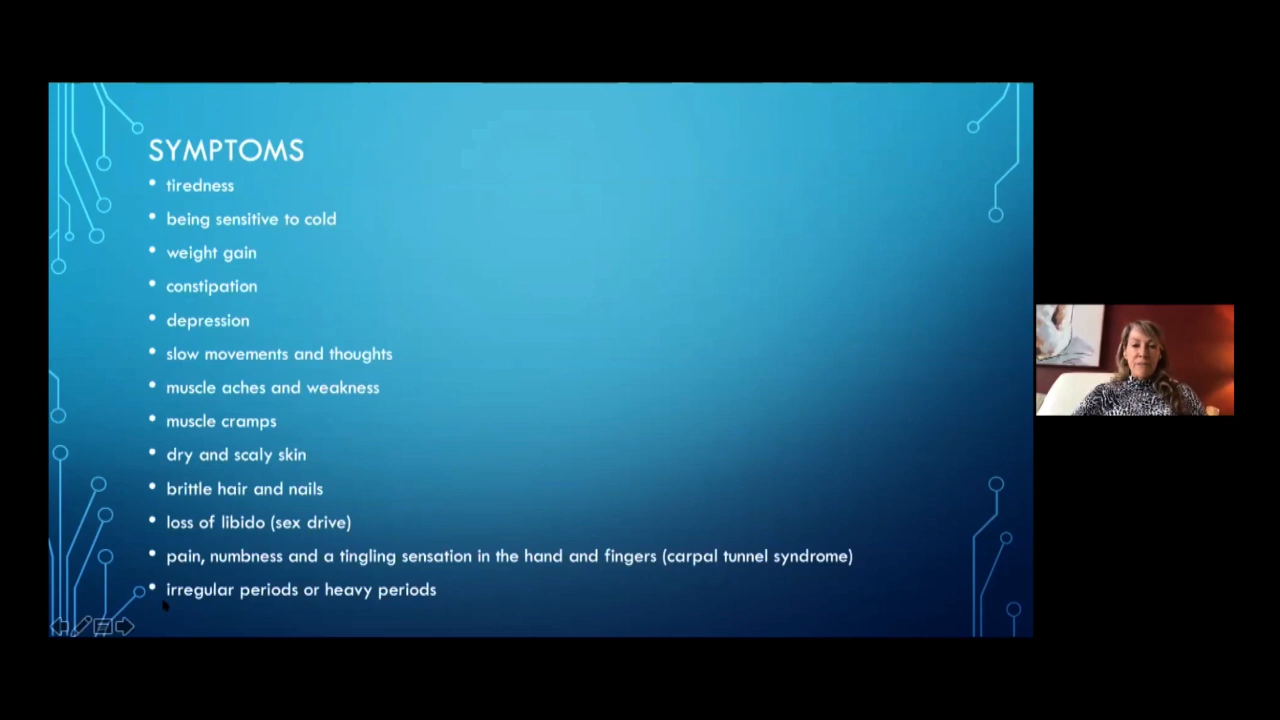 SYMPTOMS
• tiredness
• being sensitive to cold
• weight gain
• constipation
• depression
• slow movements and thoughts
• muscle aches and weakness
• muscle cramps
• dry and scaly skin
• brittle hair and nails
• loss of libido (sex drive)
• pain, numbness and a tingling sensation in the hand and fingers (carpal tunnel syndrome)
• irregular periods or heavy periods